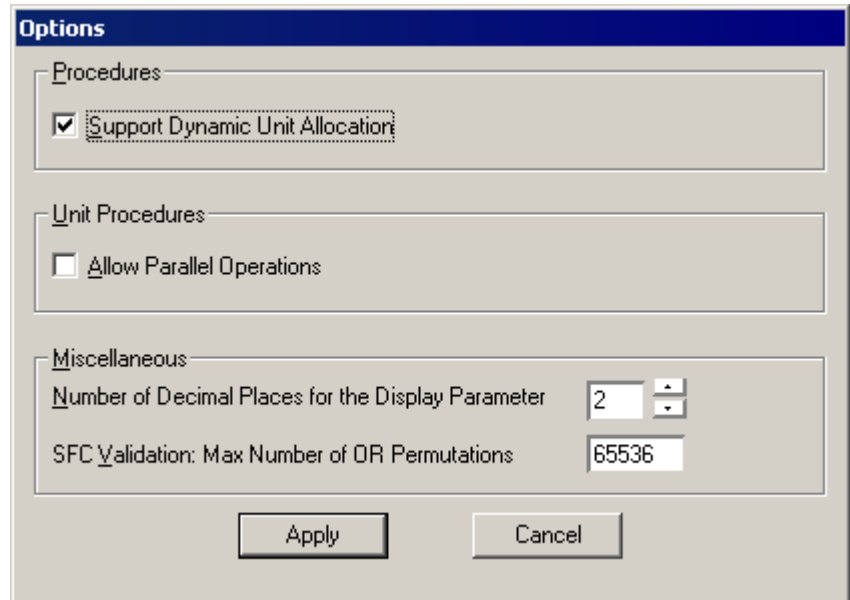 Options
Procedures
Support Dynamic Unit Allocation
Unit Procedures
Allow Parallel Operations
Miscellaneous
Number of Decimal Places for the Display Parameter 2
SFC Validation: Max Number of OR Permutations 65536
Apply Cancel